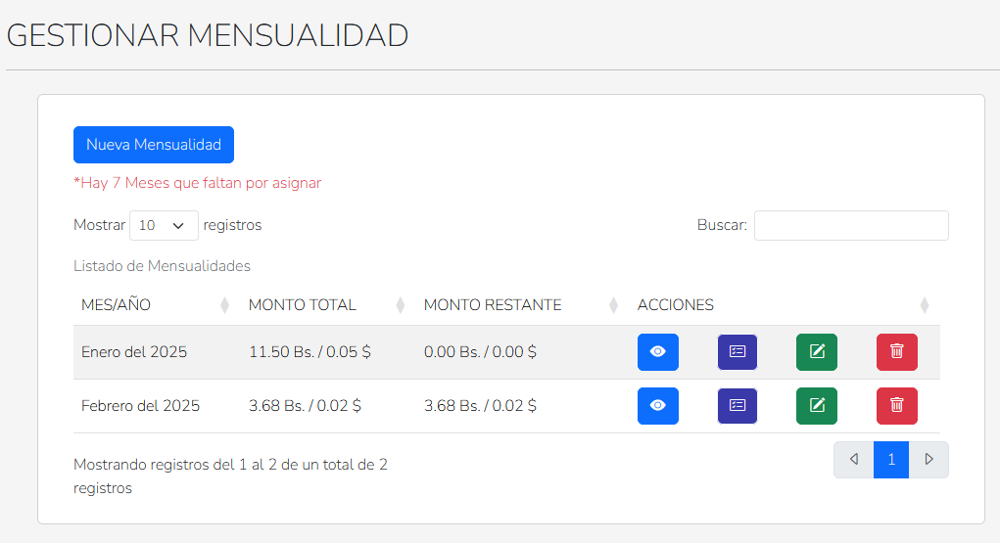 GESTIONAR MENSUALIDAD
Nueva Mensualidad
*Hay 7 Meses que faltan por asignar
Mostrar 10 registros
Buscar:
Listado de Mensualidades
MES/AÑO MONTO TOTAL MONTO RESTANTE ACCIONES
Enero del 2025 11.50 Bs. / 0.05 $ 0.00 Bs. / 0.00 $
Febrero del 2025 3.68 Bs. / 0.02 $ 3.68 Bs. / 0.02 $
Mostrando registros del 1 al 2 de un total de 2
registros
1